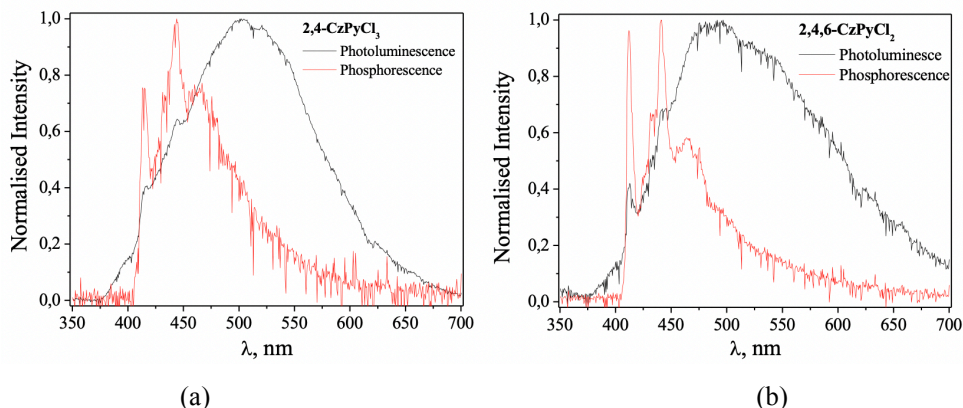 2,4-CzPyCl3
Photoluminescence
Phosphorescence
Normalised Intensity
1,0
0,8
0,6
0,4
0,2
0,0
350 400 450 500 550 600 650 700
λ, nm
(a)
2,4,6-CzPyCl2
Photoluminesce
Phosphorescence
Normalised Intensity
1,0
0,8
0,6
0,4
0,2
0,0
350 400 450 500 550 600 650 700
λ, nm
(b)